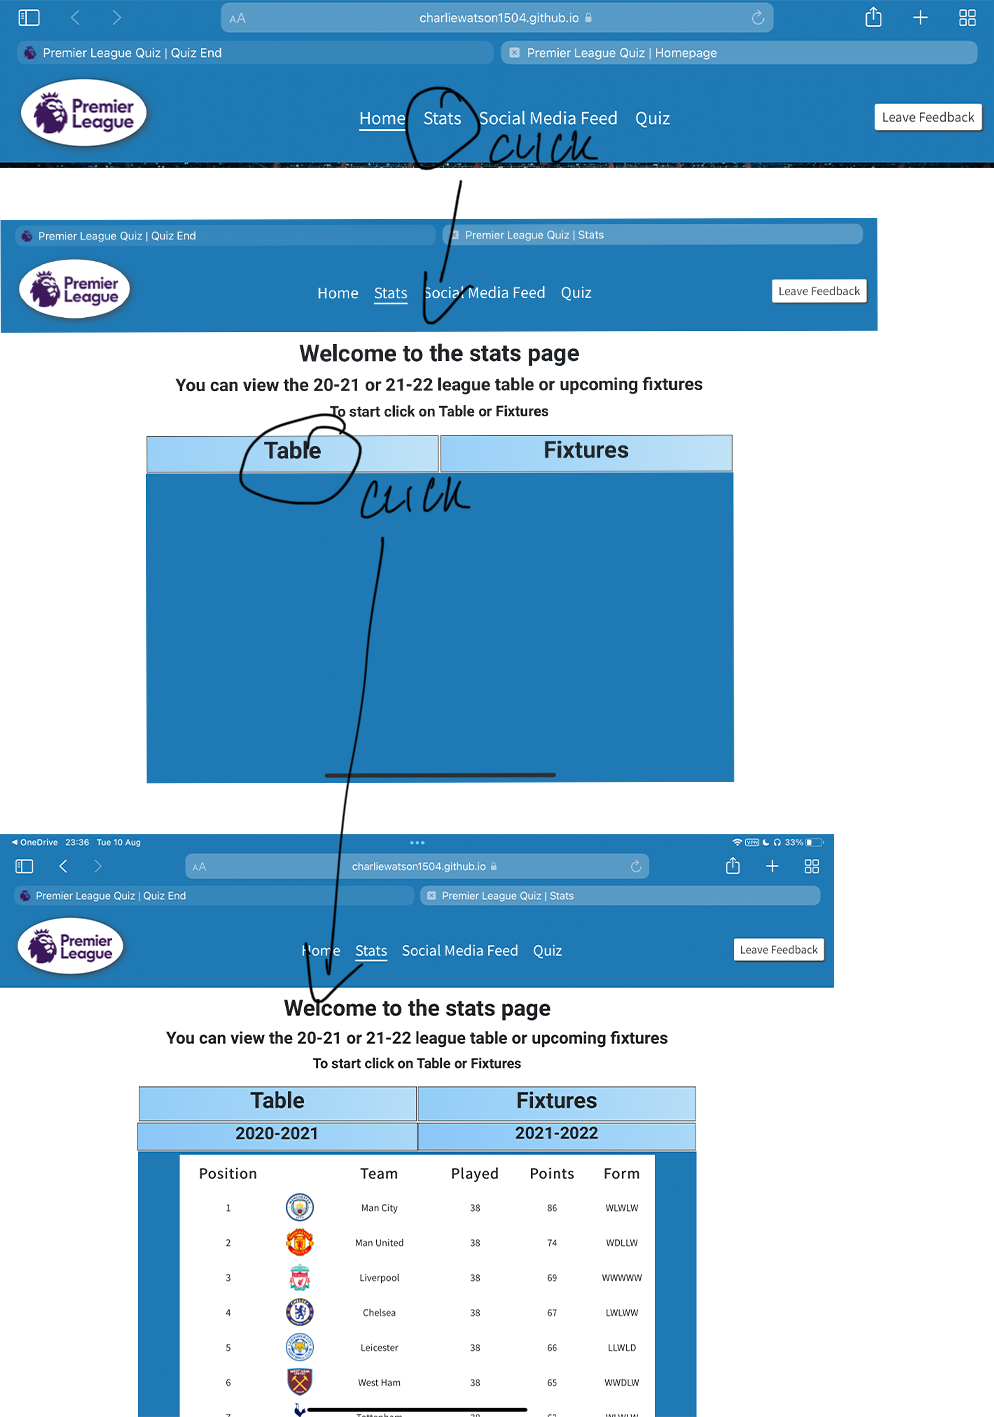 AA charliewatson1504.github.io
Premier League Quiz | Quiz End Premier League Quiz | Homepage
Premier League Home Stats Social Media Feed Quiz Leave Feedback
CLICK
Premier League Quiz | Quiz End Premier League Quiz | Stats
Premier League Home Stats Social Media Feed Quiz Leave Feedback
Welcome to the stats page
You can view the 20-21 or 21-22 league table or upcoming fixtures
To start click on Table or Fixtures
Table Fixtures
CLICK
OneDrive 23:36 Tue 10 Aug VPN 33%
AA charliewatson1504.github.io
Premier League Quiz | Quiz End Premier League Quiz | Stats
Premier League Home Stats Social Media Feed Quiz Leave Feedback
Welcome to the stats page
You can view the 20-21 or 21-22 league table or upcoming fixtures
To start click on Table or Fixtures
Table Fixtures
2020-2021 2021-2022
Position Team Played Points Form
1 Man City 38 86 WLWLW
2 Man United 38 74 WDLLW
3 Liverpool 38 69 WWWWW
4 Chelsea 38 67 LWLWW
5 Leicester 38 66 LLWLD
6 West Ham 38 65 WWDLW